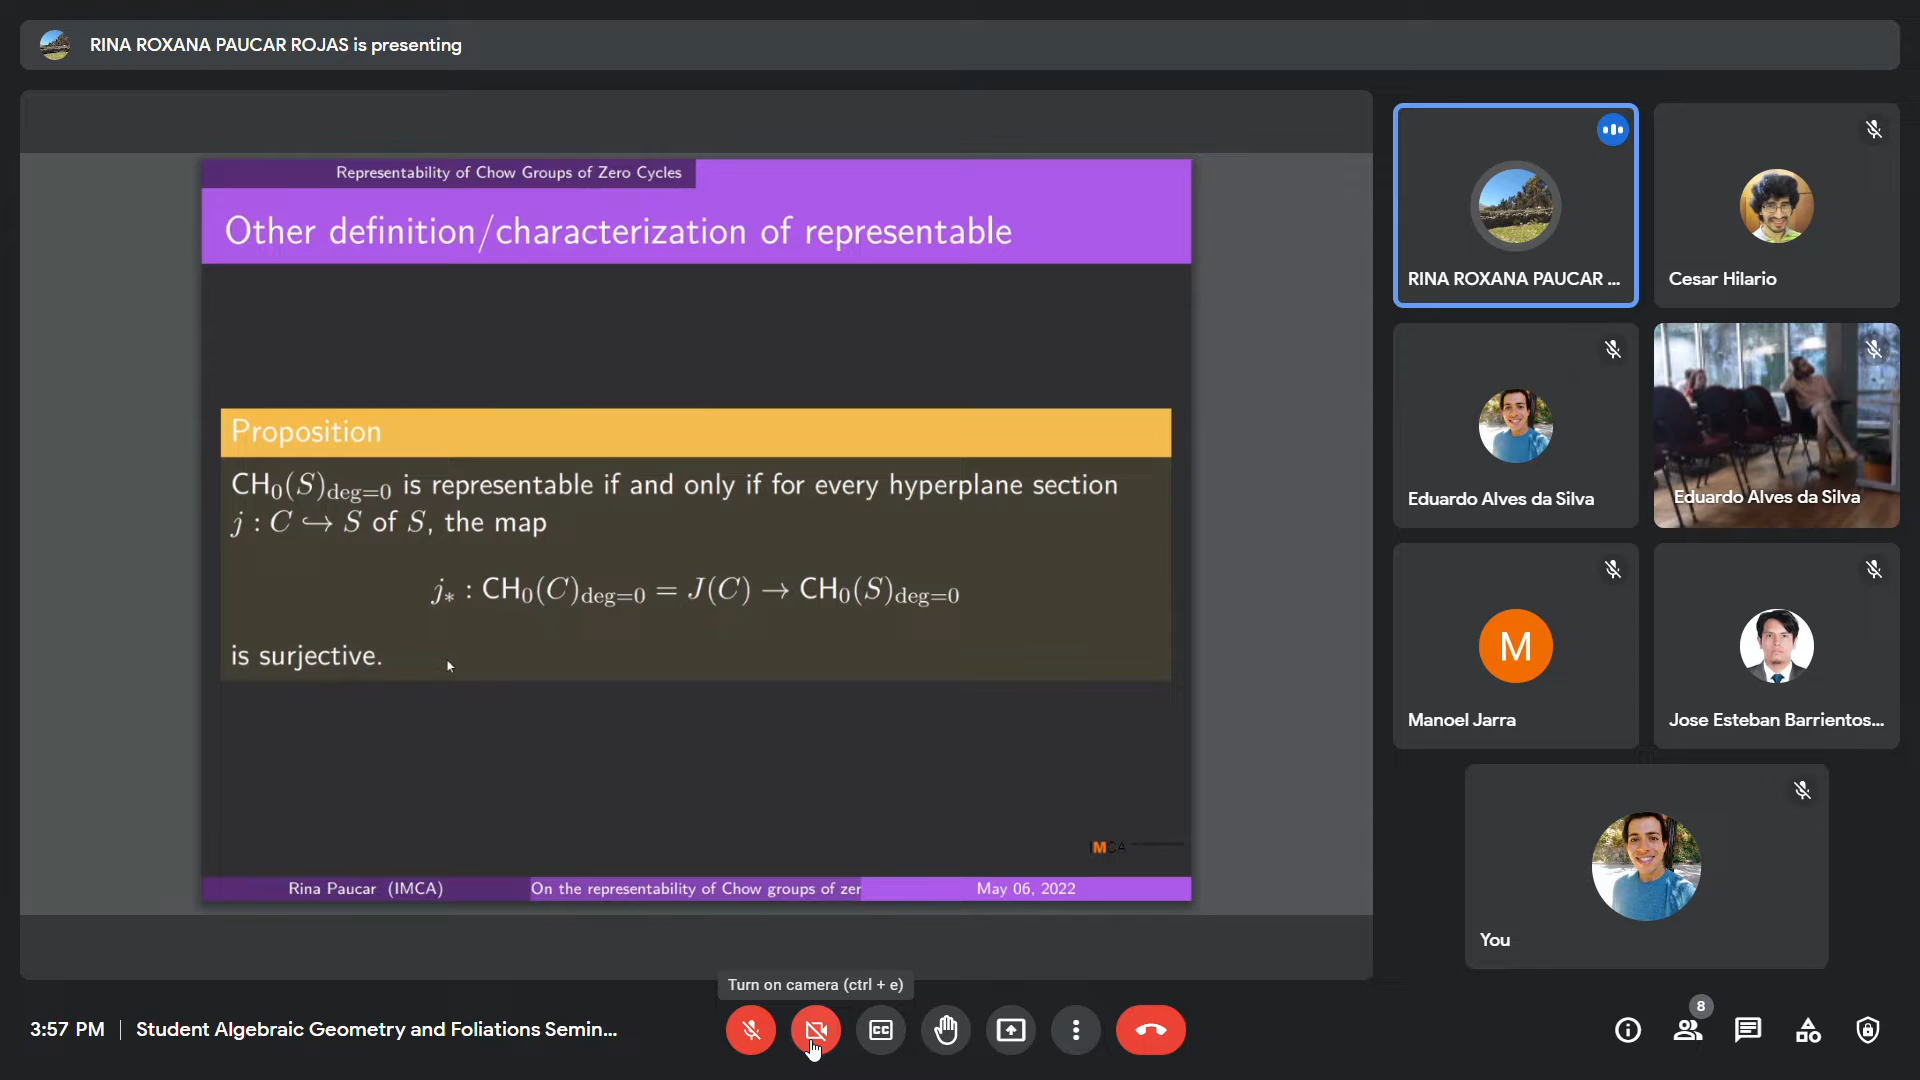 RINA ROXANA PAUCAR ROJAS is presenting
Representability of Chow Groups of Zero Cycles
Other definition/characterization of representable
Proposition
CH₀(S)deg=0 is representable if and only if for every hyperplane section
j : C ↪ S of S, the map
j∗ : CH₀(C)deg=0 = J(C) → CH₀(S)deg=0
is surjective.
IMCA
Rina Paucar (IMCA)
On the representability of Chow groups of zer
May 06, 2022
RINA ROXANA PAUCAR ...
Cesar Hilario
Eduardo Alves da Silva
Eduardo Alves da Silva
M
Manoel Jarra
Jose Esteban Barrientos...
You
Turn on camera (ctrl + e)
3:57 PM
Student Algebraic Geometry and Foliations Semin...
CC
8